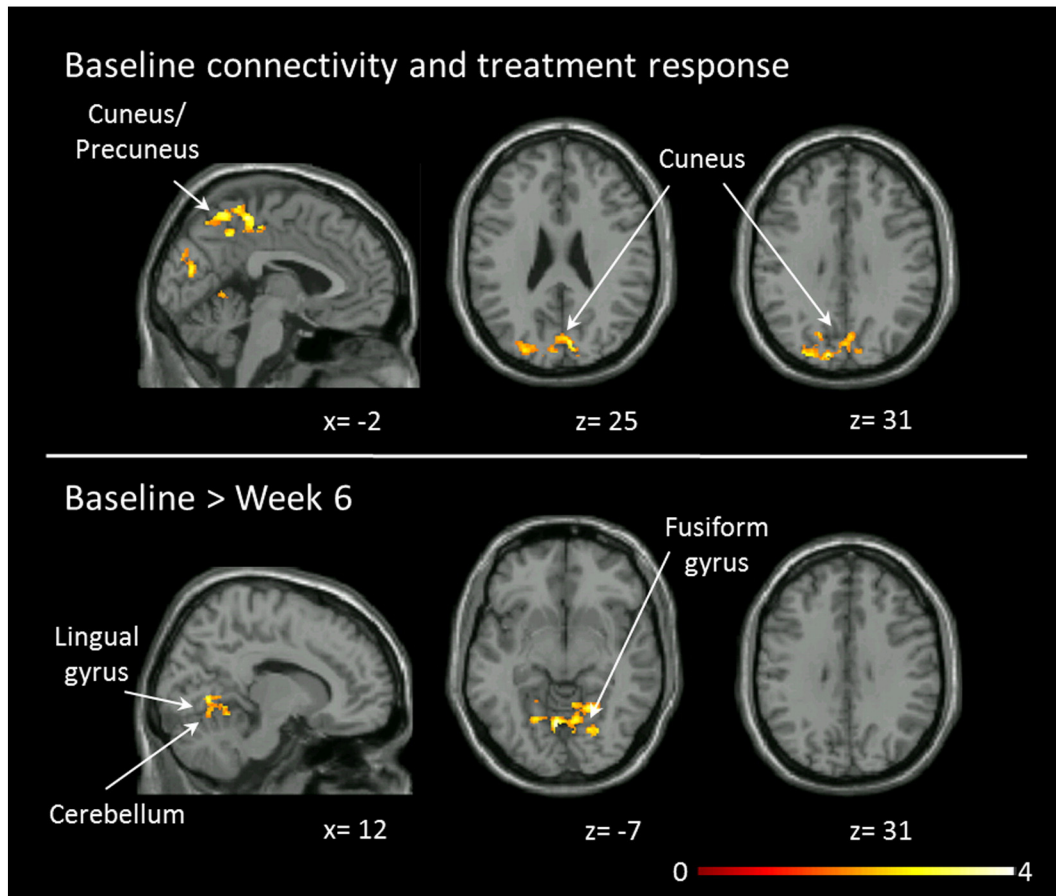 Baseline connectivity and treatment response
Cuneus/
Precuneus
Cuneus
x= -2
z= 25
z= 31
Baseline > Week 6
Fusiform
gyrus
Lingual
gyrus
Cerebellum
x= 12
z= -7
z= 31
0
4